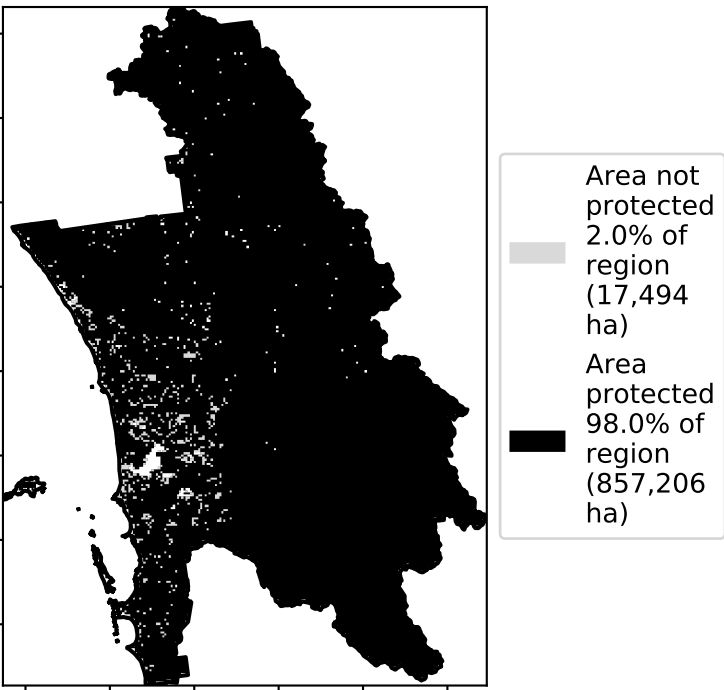 Area not
protected
2.0% of
region
(17,494
ha)
Area
protected
98.0% of
region
(857,206
ha)